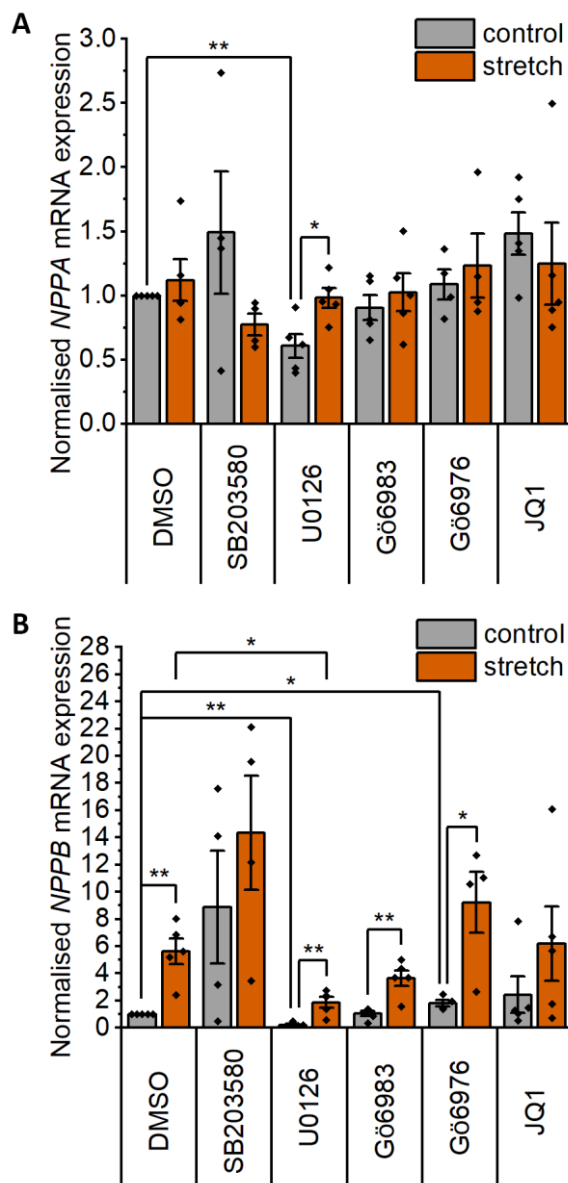 A
Normalised NPPA mRNA expression
control
stretch
3.0
2.5
2.0
1.5
1.0
0.5
0.0
**
*
DMSO
SB203580
U0126
Gö6983
Gö6976
JQ1
B
Normalised NPPB mRNA expression
control
stretch
28
26
24
22
20
18
16
14
12
10
8
6
4
2
0
*
*
**
**
**
**
*
DMSO
SB203580
U0126
Gö6983
Gö6976
JQ1